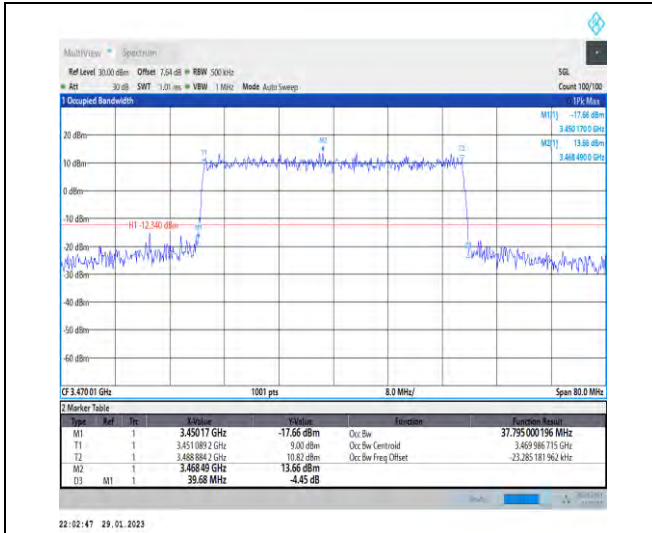 MultiView Spectrum
Ref Level 30.00 dBm Offset 7.64 dB RBW 500 kHz SGL
Att 30 dB SWT 1.01 ms VBW 1 MHz Mode Auto Sweep Count 100/100
1 Occupied Bandwidth 1Pk Max
M1[1] -17.66 dBm
3.450 170 0 GHz
M2[1] 13.66 dBm
3.468 490 0 GHz
20 dBm
M2
T1
T2
10 dBm
0 dBm
-10 dBm
H1 -12.340 dBm
-20 dBm
-30 dBm
-40 dBm
-50 dBm
-60 dBm
CF 3.470 01 GHz 1001 pts 8.0 MHz/ Span 80.0 MHz
2 Marker Table
Type Ref Trc X-Value Y-Value Function Function Result
M1 1 3.45017 GHz -17.66 dBm Occ Bw 37.795 000 196 MHz
T1 1 3.451 089 2 GHz 9.00 dBm Occ Bw Centroid 3.469 986 715 GHz
T2 1 3.488 884 2 GHz 10.82 dBm Occ Bw Freq Offset -23.285 181 962 kHz
M2 1 3.468 49 GHz 13.66 dBm
D3 M1 1 39.68 MHz -4.45 dB
22:02:47 29.01.2023